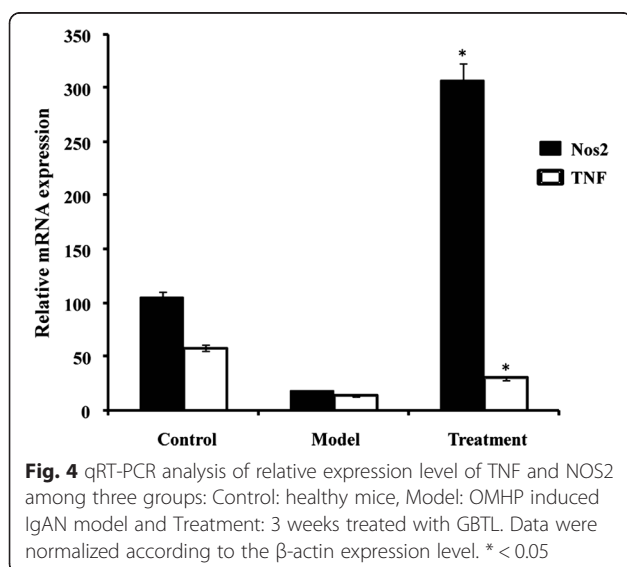 350
300
250
200
150
100
50
0
Relative mRNA expression
*
*
Nos2
TNF
Control Model Treatment
Fig. 4 qRT-PCR analysis of relative expression level of TNF and NOS2
among three groups: Control: healthy mice, Model: OMHP induced
IgAN model and Treatment: 3 weeks treated with GBTL. Data were
normalized according to the β-actin expression level. * < 0.05